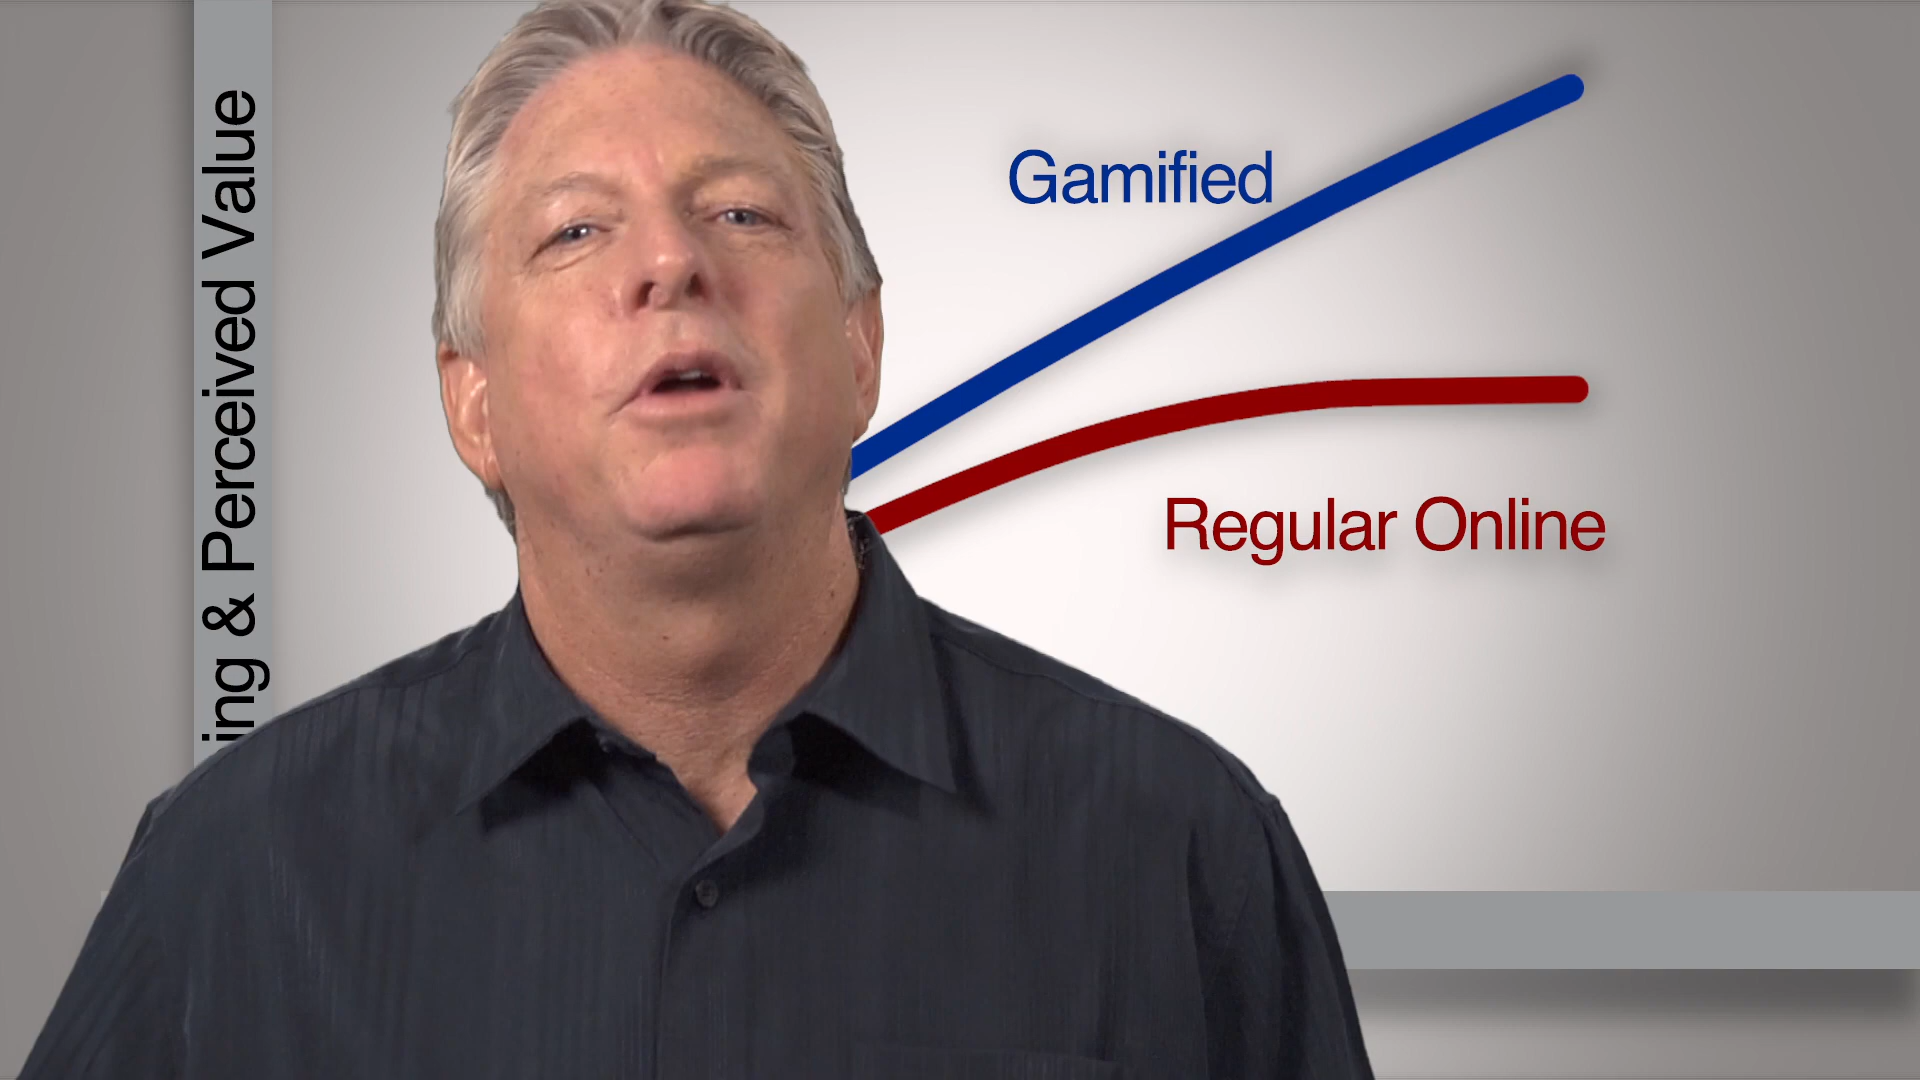 ing & Perceived Value
Gamified
Regular Online